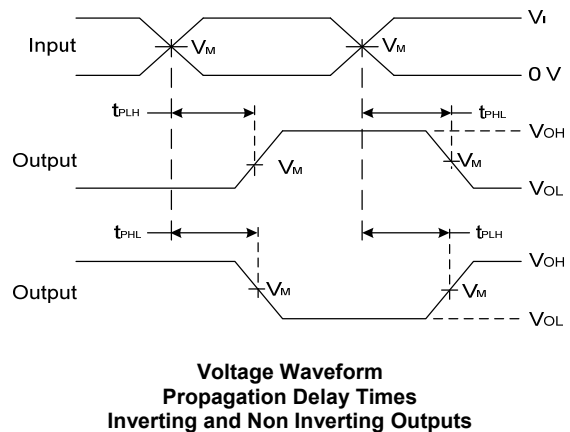 VI
Input
VM
VM
0 V
tPLH
tPHL
VOH
Output
VM
VM
VOL
tPHL
tPLH
VOH
Output
VM
VM
VOL
Voltage Waveform
Propagation Delay Times
Inverting and Non Inverting Outputs